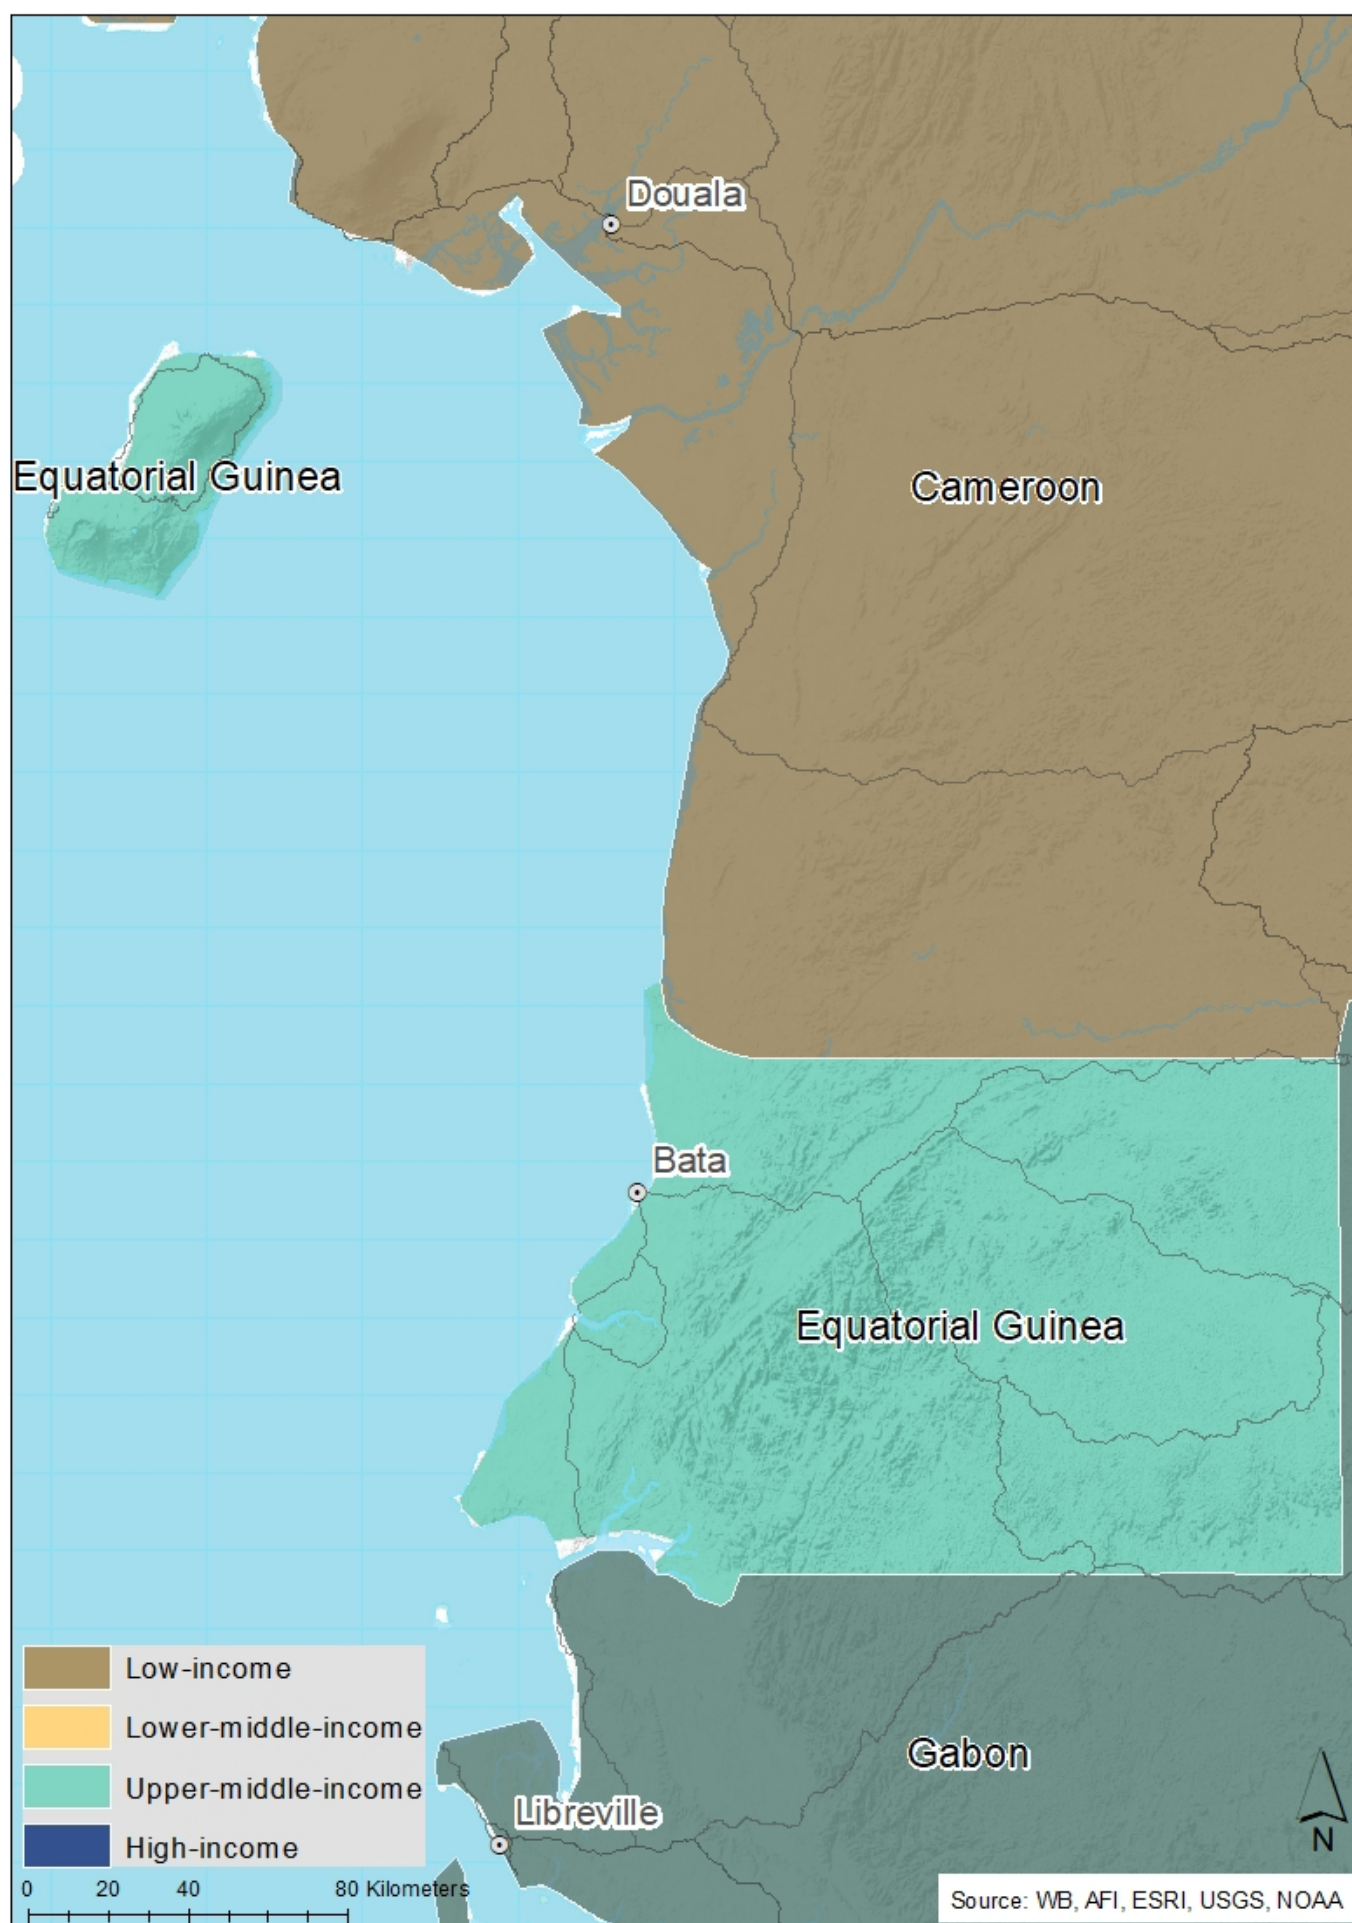 Douala
Equatorial Guinea
Cameroon
Bata
Equatorial Guinea
Low-income
Lower-middle-income
Upper-middle-income
High-income
Gabon
Libreville
N
0 20 40 80 Kilometers
Source: WB, AFI, ESRI, USGS, NOAA